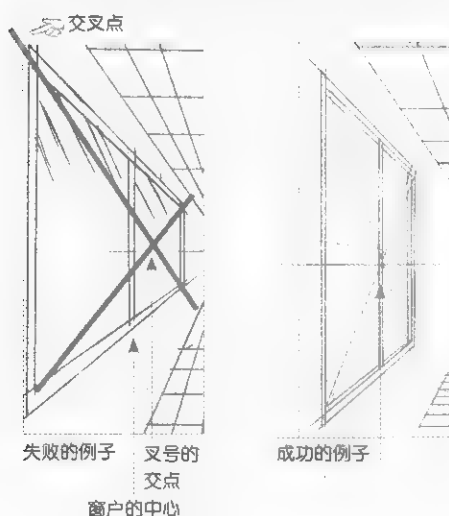 交叉点
失败的例子
叉号的
交点
窗户的中心
成功的例子